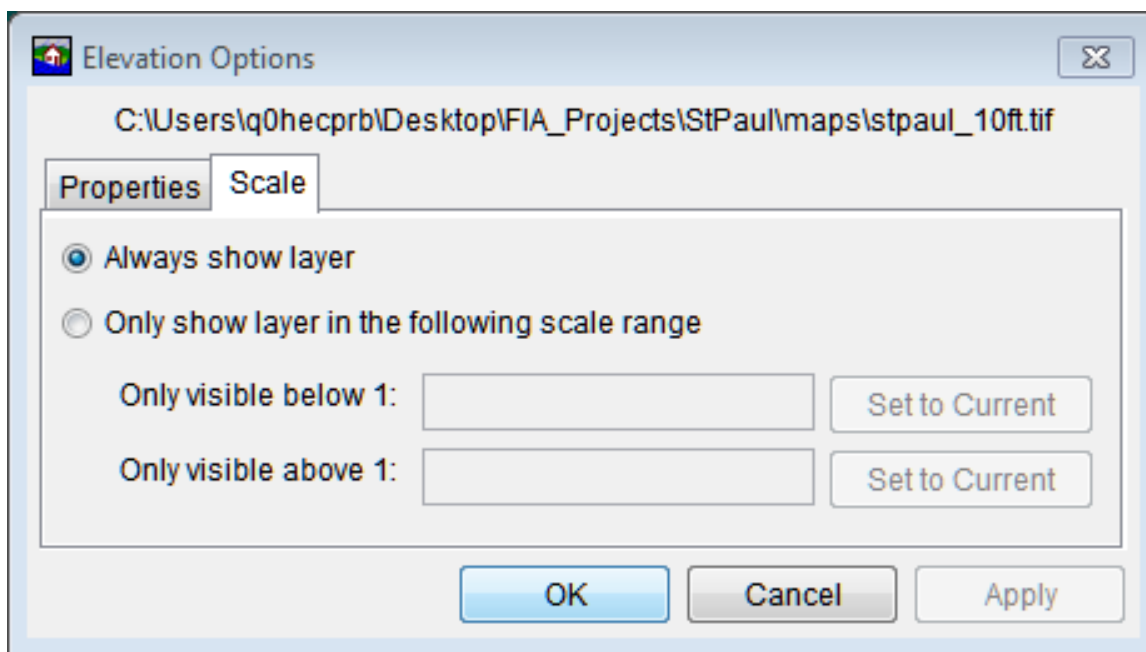 Elevation Options
C:\Users\q0hecprb\Desktop\FIA_Projects\StPaul\maps\stpaul_10ft.tif
Properties Scale
Always show layer
Only show layer in the following scale range
Only visible below 1: Set to Current
Only visible above 1: Set to Current
OK Cancel Apply